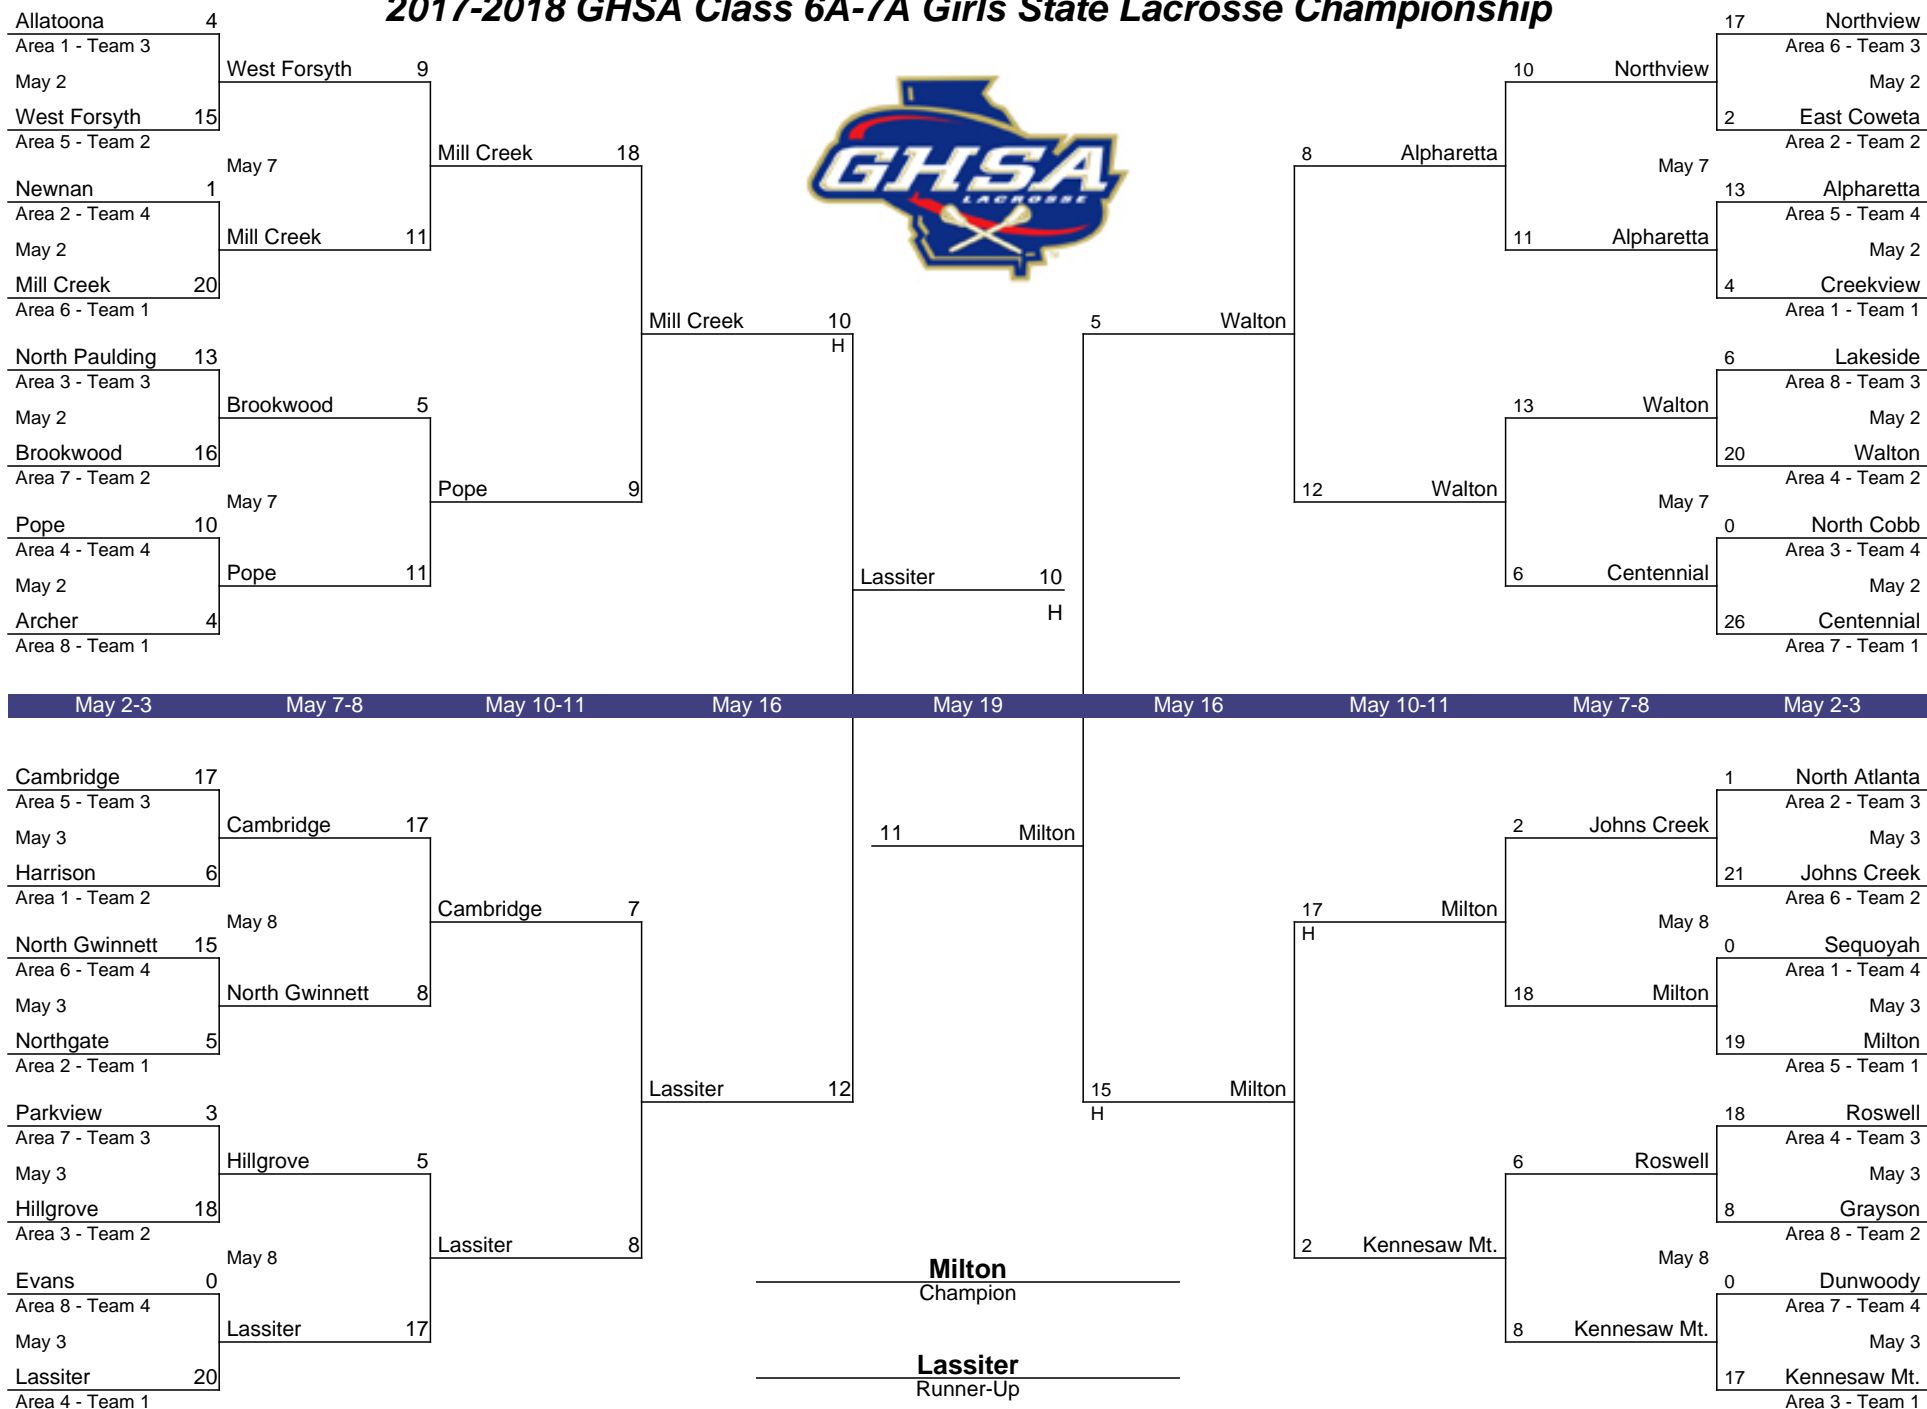 2017-2018 GHSA Class 6A-7A Girls State Lacrosse Championship
Allatoona 4
Area 1 - Team 3
May 2
West Forsyth 15
Area 5 - Team 2
Newnan 1
Area 2 - Team 4
May 2
Mill Creek 20
Area 6 - Team 1
North Paulding 13
Area 3 - Team 3
May 2
Brookwood 16
Area 7 - Team 2
Pope 10
Area 4 - Team 4
May 2
Archer 4
Area 8 - Team 1
West Forsyth 9
May 7
Mill Creek 11
Brookwood 5
May 7
Pope 11
Mill Creek 18
Pope 9
Mill Creek 10
H
GHSA
LACROSSE
Lassiter 10
H
5 Walton
8 Alpharetta
12 Walton
10 Northview
May 7
11 Alpharetta
13 Walton
May 7
6 Centennial
17 Northview
Area 6 - Team 3
May 2
2 East Coweta
Area 2 - Team 2
13 Alpharetta
Area 5 - Team 4
May 2
4 Creekview
Area 1 - Team 1
6 Lakeside
Area 8 - Team 3
May 2
20 Walton
Area 4 - Team 2
0 North Cobb
Area 3 - Team 4
May 2
26 Centennial
Area 7 - Team 1
May 2-3 May 7-8 May 10-11 May 16 May 19 May 16 May 10-11 May 7-8 May 2-3
Cambridge 17
Area 5 - Team 3
May 3
Harrison 6
Area 1 - Team 2
North Gwinnett 15
Area 6 - Team 4
May 3
Northgate 5
Area 2 - Team 1
Parkview 3
Area 7 - Team 3
May 3
Hillgrove 18
Area 3 - Team 2
Evans 0
Area 8 - Team 4
May 3
Lassiter 20
Area 4 - Team 1
Cambridge 17
May 8
North Gwinnett 8
Hillgrove 5
May 8
Lassiter 17
Cambridge 7
Lassiter 8
Lassiter 12
11 Milton
Milton
Champion
Lassiter
Runner-Up
15 Milton
H
17 Milton
H
2 Kennesaw Mt.
2 Johns Creek
May 8
18 Milton
6 Roswell
May 8
8 Kennesaw Mt.
1 North Atlanta
Area 2 - Team 3
May 3
21 Johns Creek
Area 6 - Team 2
0 Sequoyah
Area 1 - Team 4
May 3
19 Milton
Area 5 - Team 1
18 Roswell
Area 4 - Team 3
May 3
8 Grayson
Area 8 - Team 2
0 Dunwoody
Area 7 - Team 4
May 3
17 Kennesaw Mt.
Area 3 - Team 1